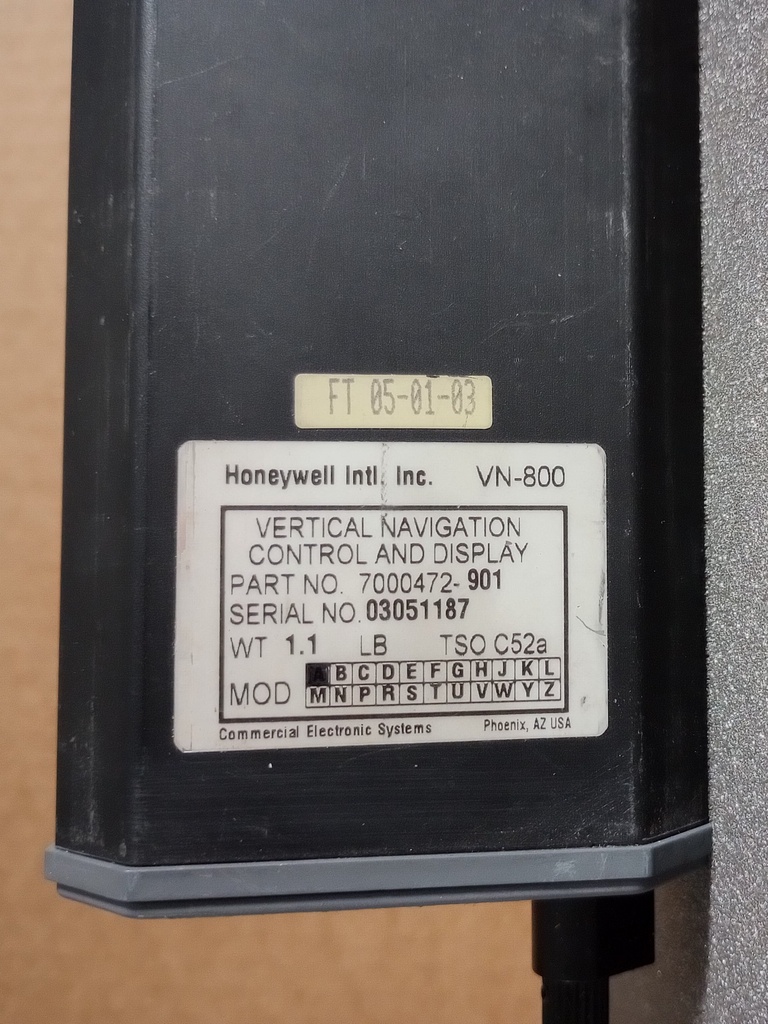 FT 05-01-03
Honeywell Intl. Inc. VN-800
VERTICAL NAVIGATION
CONTROL AND DISPLAY
PART NO. 7000472-901
SERIAL NO. 03051187
WT 1.1 LB TSO C52a
MOD A B C D E F G H J K L
M N P R S T U V W Y Z
Commercial Electronic Systems Phoenix, AZ USA